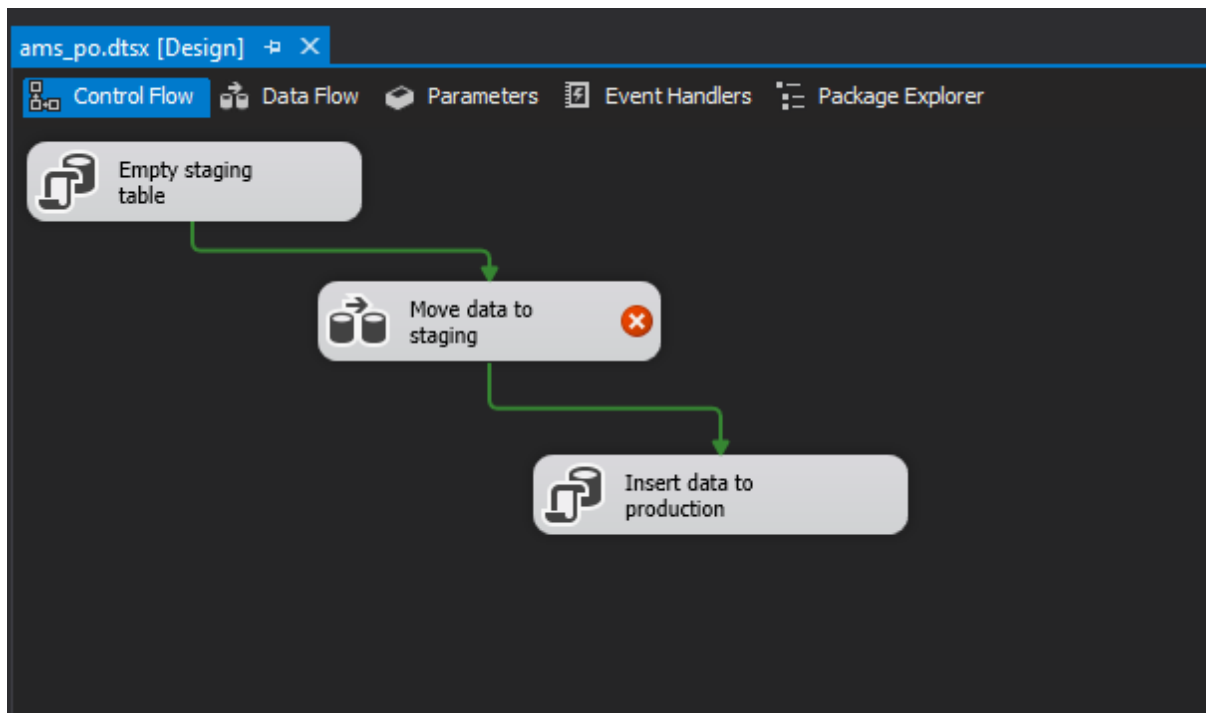 ams_po.dtsx [Design]
Control Flow Data Flow Parameters Event Handlers Package Explorer
Empty staging
table
Move data to
staging
Insert data to
production